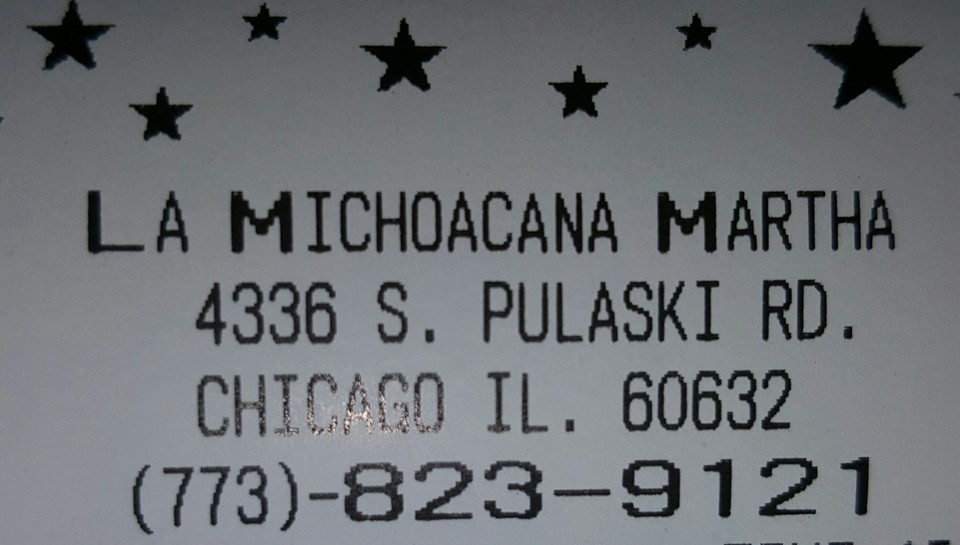 LA MICHOACANA MARTHA
4336 S. PULASKI RD.
CHICAGO IL. 60632
(773)-823-9121